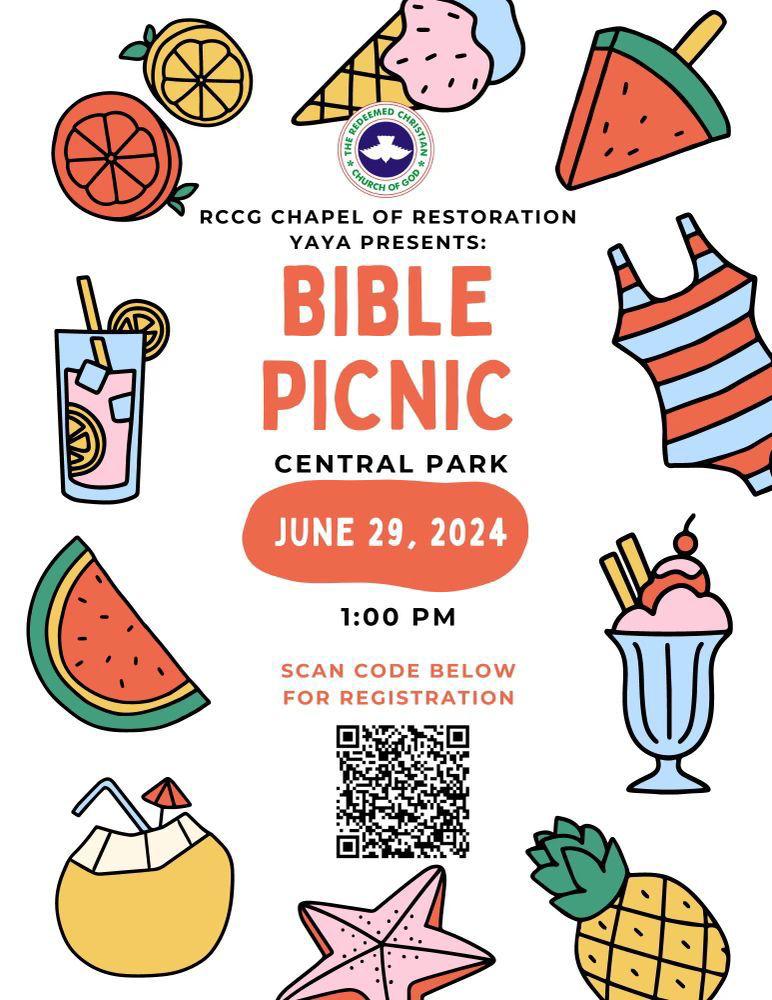 THE REDEEMED CHRISTIAN
CHURCH OF GOD
RCCG CHAPEL OF RESTORATION
YAYA PRESENTS:
BIBLE
PICNIC
CENTRAL PARK
JUNE 29, 2024
1:00 PM
SCAN CODE BELOW
FOR REGISTRATION